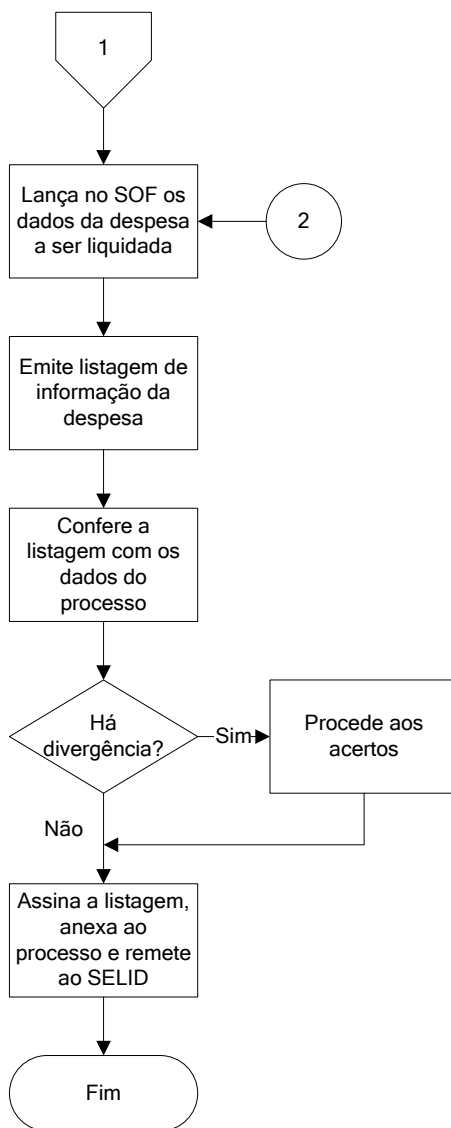 1
Lança no SOF os
dados da despesa
a ser liquidada
2
Emite listagem de
informação da
despesa
Confere a
listagem com os
dados do
processo
Há
divergência?
Sim
Procede aos
acertos
Não
Assina a listagem,
anexa ao
processo e remete
ao SELID
Fim